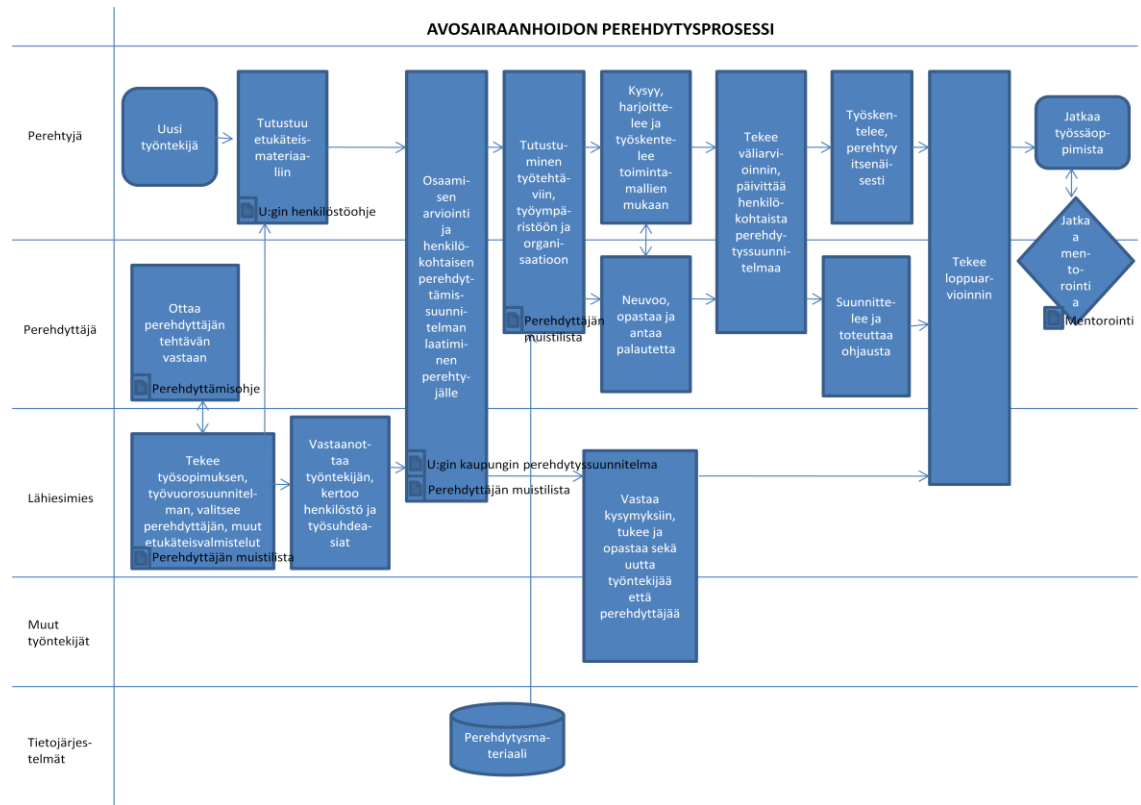 AVOSAIRAANHOIDON PEREHDYTYSPROSESSI
Perehtyjä
Uusi
työntekijä
Tutustuu
etukäteis-
materiaa-
liin
U:gin henkilöstöohje
Osaami-
sen
arviointi
ja
henkilö-
kohtaisen
perehdyt-
tämis-
suunni-
telman
laatimi-
nen
perehty-
jälle
U:gin kaupungin perehdytyssuunnitelma
Perehdyttäjän muistilista
Tutustu-
minen
työtehtä-
viin,
työympä-
ristöön ja
organi-
saatioon
Perehdyttäjän
muistilista
Kysyy,
harjoitte-
lee ja
työsken-
telee
toiminta-
mallien
mukaan
Tekee
väliarvi-
oinnin,
päivittää
henkilö-
kohtaista
perehdy-
tyssuunni-
telmaa
Työsken-
telee,
perehtyy
itsenäi-
sesti
Tekee
loppuar-
vioinnin
Jatkaa
työssäop-
pimista
Jatka
a
men-
to-
rointi
a
Mentorointi
Perehdyttäjä
Ottaa
perehdyttäjän
tehtävän
vastaan
Perehdyttämisohje
Neuvoo,
opastaa ja
antaa
palautetta
Suunnitte-
lee ja
toteuttaa
ohjausta
Lähiesimies
Tekee
työsopimuksen,
työvuorosuunnitel-
man, valitsee
perehdyttäjän, muut
etukäteisvalmistelut
Perehdyttäjän muistilista
Vastaanot-
taa
työntekijän,
kertoo
henkilöstö ja
työsuhdea-
siat
Vastaa
kysymyksiin,
tukee ja
opastaa sekä
uutta
työntekijää
että
perehdyttäjää
Muut
työntekijät
Tietojärjes-
telmät
Perehdytysma-
teriaali